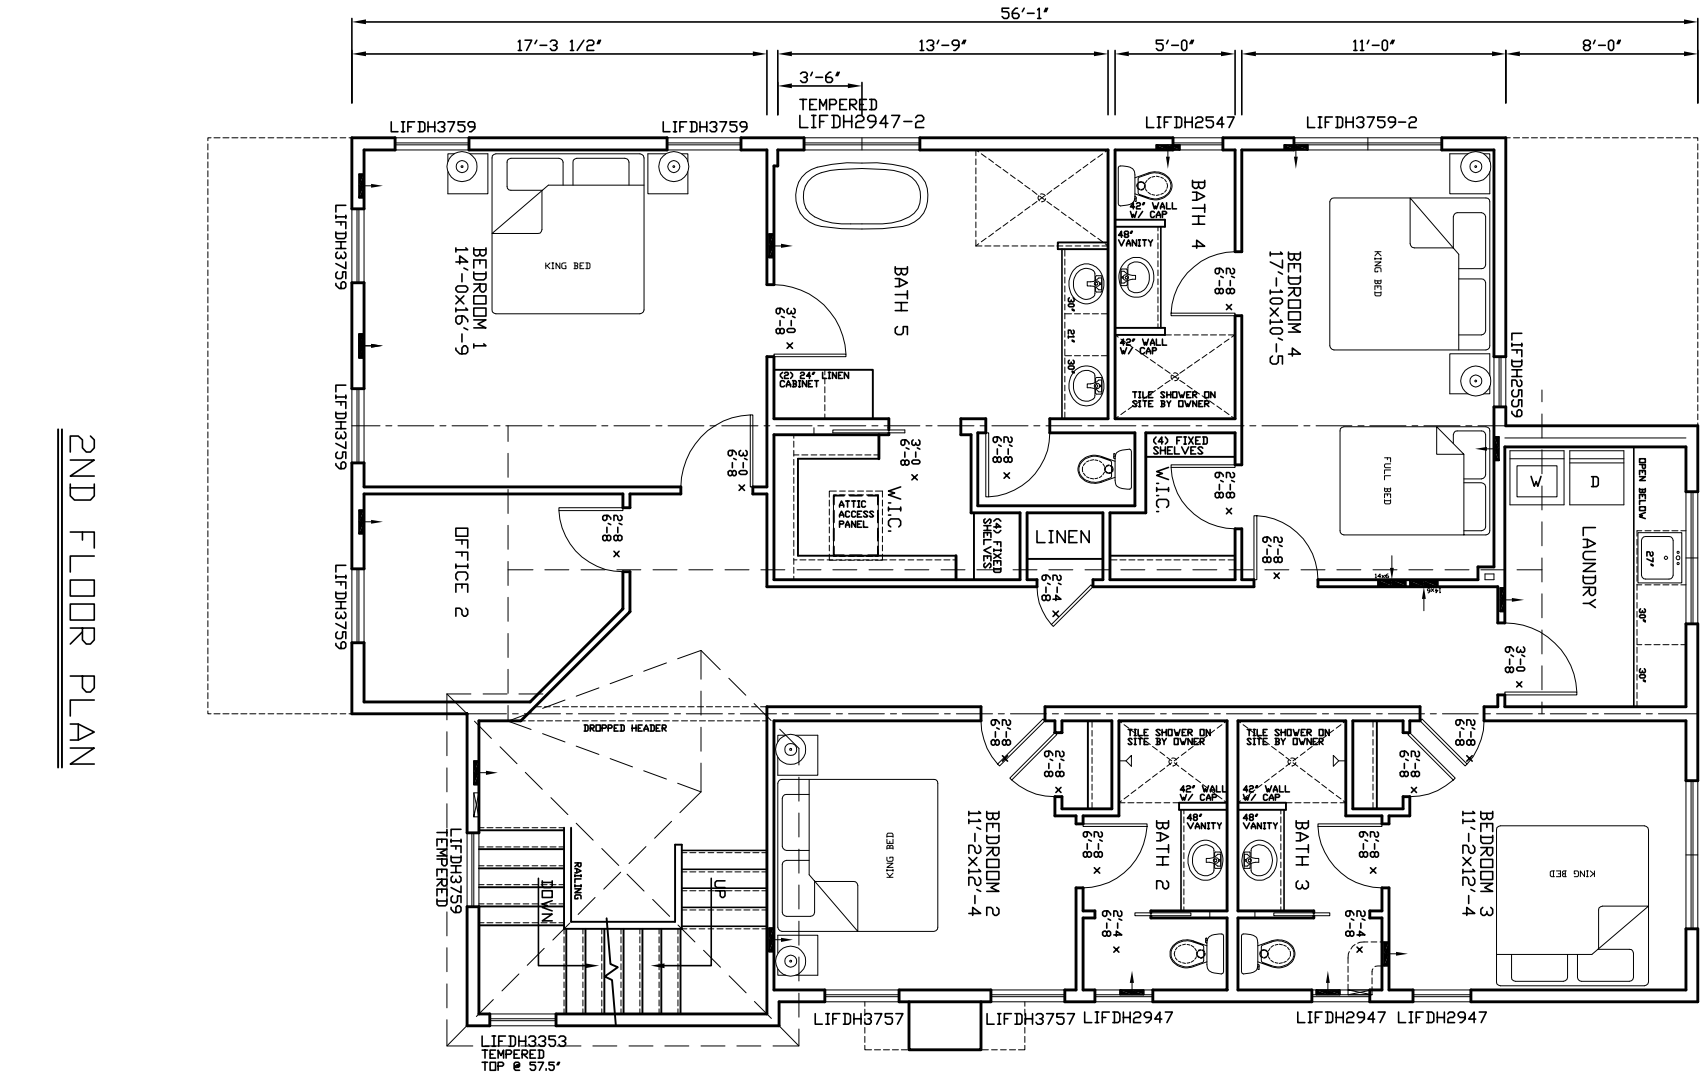 56'-1"
17'-3 1/2"
13'-9"
5'-0"
11'-0"
8'-0"
3'-6"
TEMPERED
LIFDH2947-2
LIFDH3759
LIFDH3759
LIFDH2547
LIFDH3759-2
LIFDH3759
LIFDH3759
LIFDH3759
KING BED
BEDROOM 1
14'-0x16'-9
BATH 5
3'-0 x
6'-8
(2) 24" LINEN
CABINET
30"
21"
30"
BATH 4
42" WALL
W/ CAP
48"
VANITY
2'-8 x
6'-8
42" WALL
W/ CAP
TILE SHOWER ON
SITE BY OWNER
BEDROOM 4
17'-10x10'-5
KING BED
FULL BED
LIFDH2559
3'-0 x
6'-8
3'-0 x
6'-8
W.I.C.
ATTIC
ACCESS
PANEL
(4) FIXED
SHELVES
2'-8 x
6'-8
(4) FIXED
SHELVES
W.I.C.
2'-8 x
6'-8
LINEN
2'-4 x
6'-8
2'-8 x
6'-8
14x6
14x6
W
D
OPEN BELOW
LAUNDRY
27"
30"
30"
3'-0 x
6'-8
OFFICE 2
2'-8 x
6'-8
2ND FLOOR PLAN
DROPPED HEADER
RAILING
DOWN
UP
LIFDH3759
TEMPERED
LIFDH3353
TEMPERED
TOP @ 57.5"
KING BED
BEDROOM 2
11'-2x12'-4
2'-8 x
6'-8
2'-8 x
6'-8
TILE SHOWER ON
SITE BY OWNER
42" WALL
W/ CAP
48"
VANITY
2'-8 x
6'-8
BATH 2
2'-4 x
6'-8
TILE SHOWER ON
SITE BY OWNER
42" WALL
W/ CAP
48"
VANITY
BATH 3
2'-8 x
6'-8
2'-4 x
6'-8
2'-8 x
6'-8
2'-8 x
6'-8
BEDROOM 3
11'-2x12'-4
KING BED
LIFDH3757
LIFDH3757
LIFDH2947
LIFDH2947
LIFDH2947